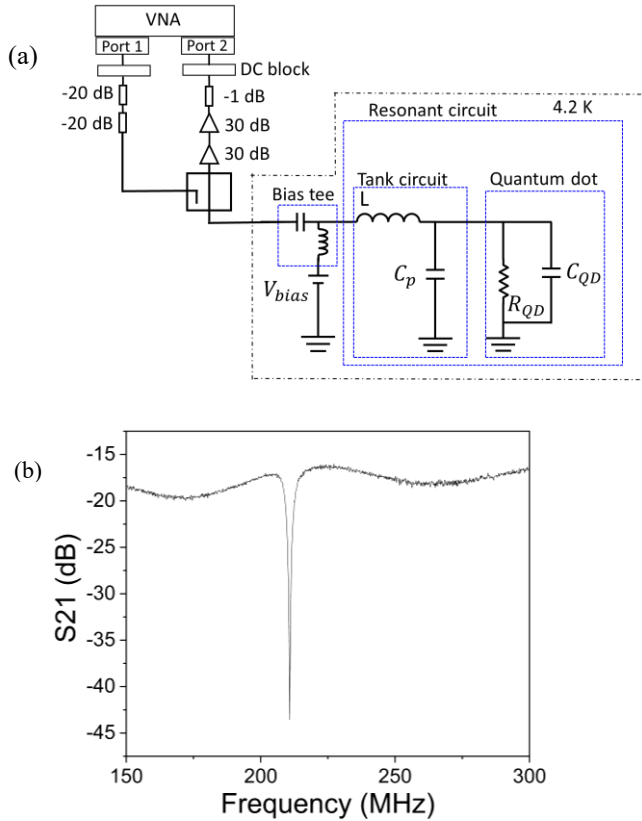 (a)
VNA
Port 1 Port 2
DC block
-20 dB -1 dB
-20 dB 30 dB
30 dB
Resonant circuit 4.2 K
Bias tee Tank circuit Quantum dot
L
V_bias C_p R_QD C_QD
(b)
-15
-20
-25
-30
-35
-40
-45
S21 (dB)
150 200 250 300
Frequency (MHz)